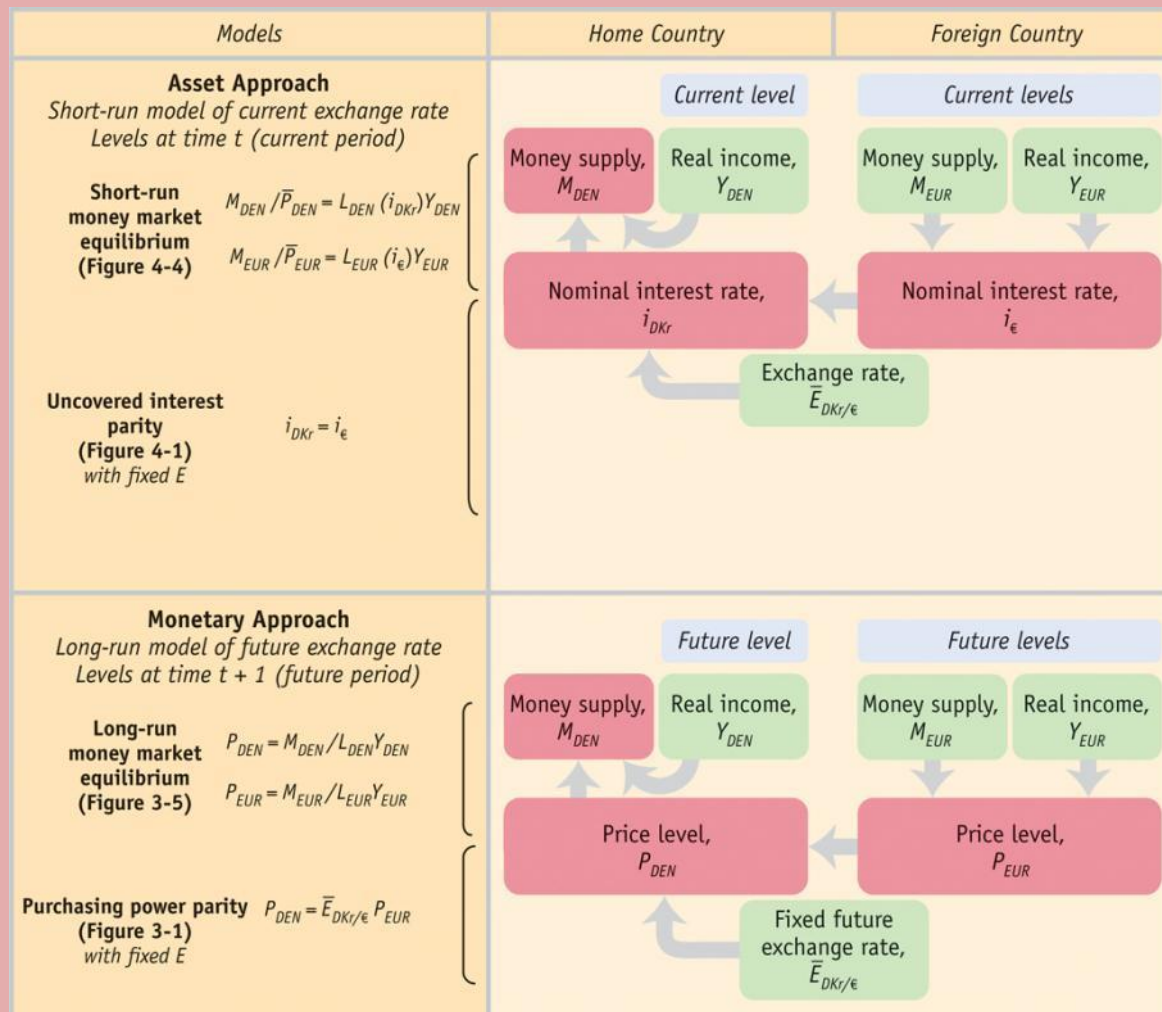 Models
Home Country
Foreign Country
Asset Approach
Short-run model of current exchange rate
Levels at time t (current period)
Short-run
money market
equilibrium
(Figure 4-4)
M_DEN / P̅_DEN = L_DEN (i_DKr)Y_DEN
M_EUR / P̅_EUR = L_EUR (i_€)Y_EUR
Uncovered interest
parity
(Figure 4-1)
with fixed E
i_DKr = i_€
Current level
Current levels
Money supply,
M_DEN
Real income,
Y_DEN
Money supply,
M_EUR
Real income,
Y_EUR
Nominal interest rate,
i_DKr
Nominal interest rate,
i_€
Exchange rate,
E̅_DKr/€
Monetary Approach
Long-run model of future exchange rate
Levels at time t + 1 (future period)
Long-run
money market
equilibrium
(Figure 3-5)
P_DEN = M_DEN / L_DEN Y_DEN
P_EUR = M_EUR / L_EUR Y_EUR
Purchasing power parity
(Figure 3-1)
with fixed E
P_DEN = E̅_DKr/€ P_EUR
Future level
Future levels
Money supply,
M_DEN
Real income,
Y_DEN
Money supply,
M_EUR
Real income,
Y_EUR
Price level,
P_DEN
Price level,
P_EUR
Fixed future
exchange rate,
E̅_DKr/€